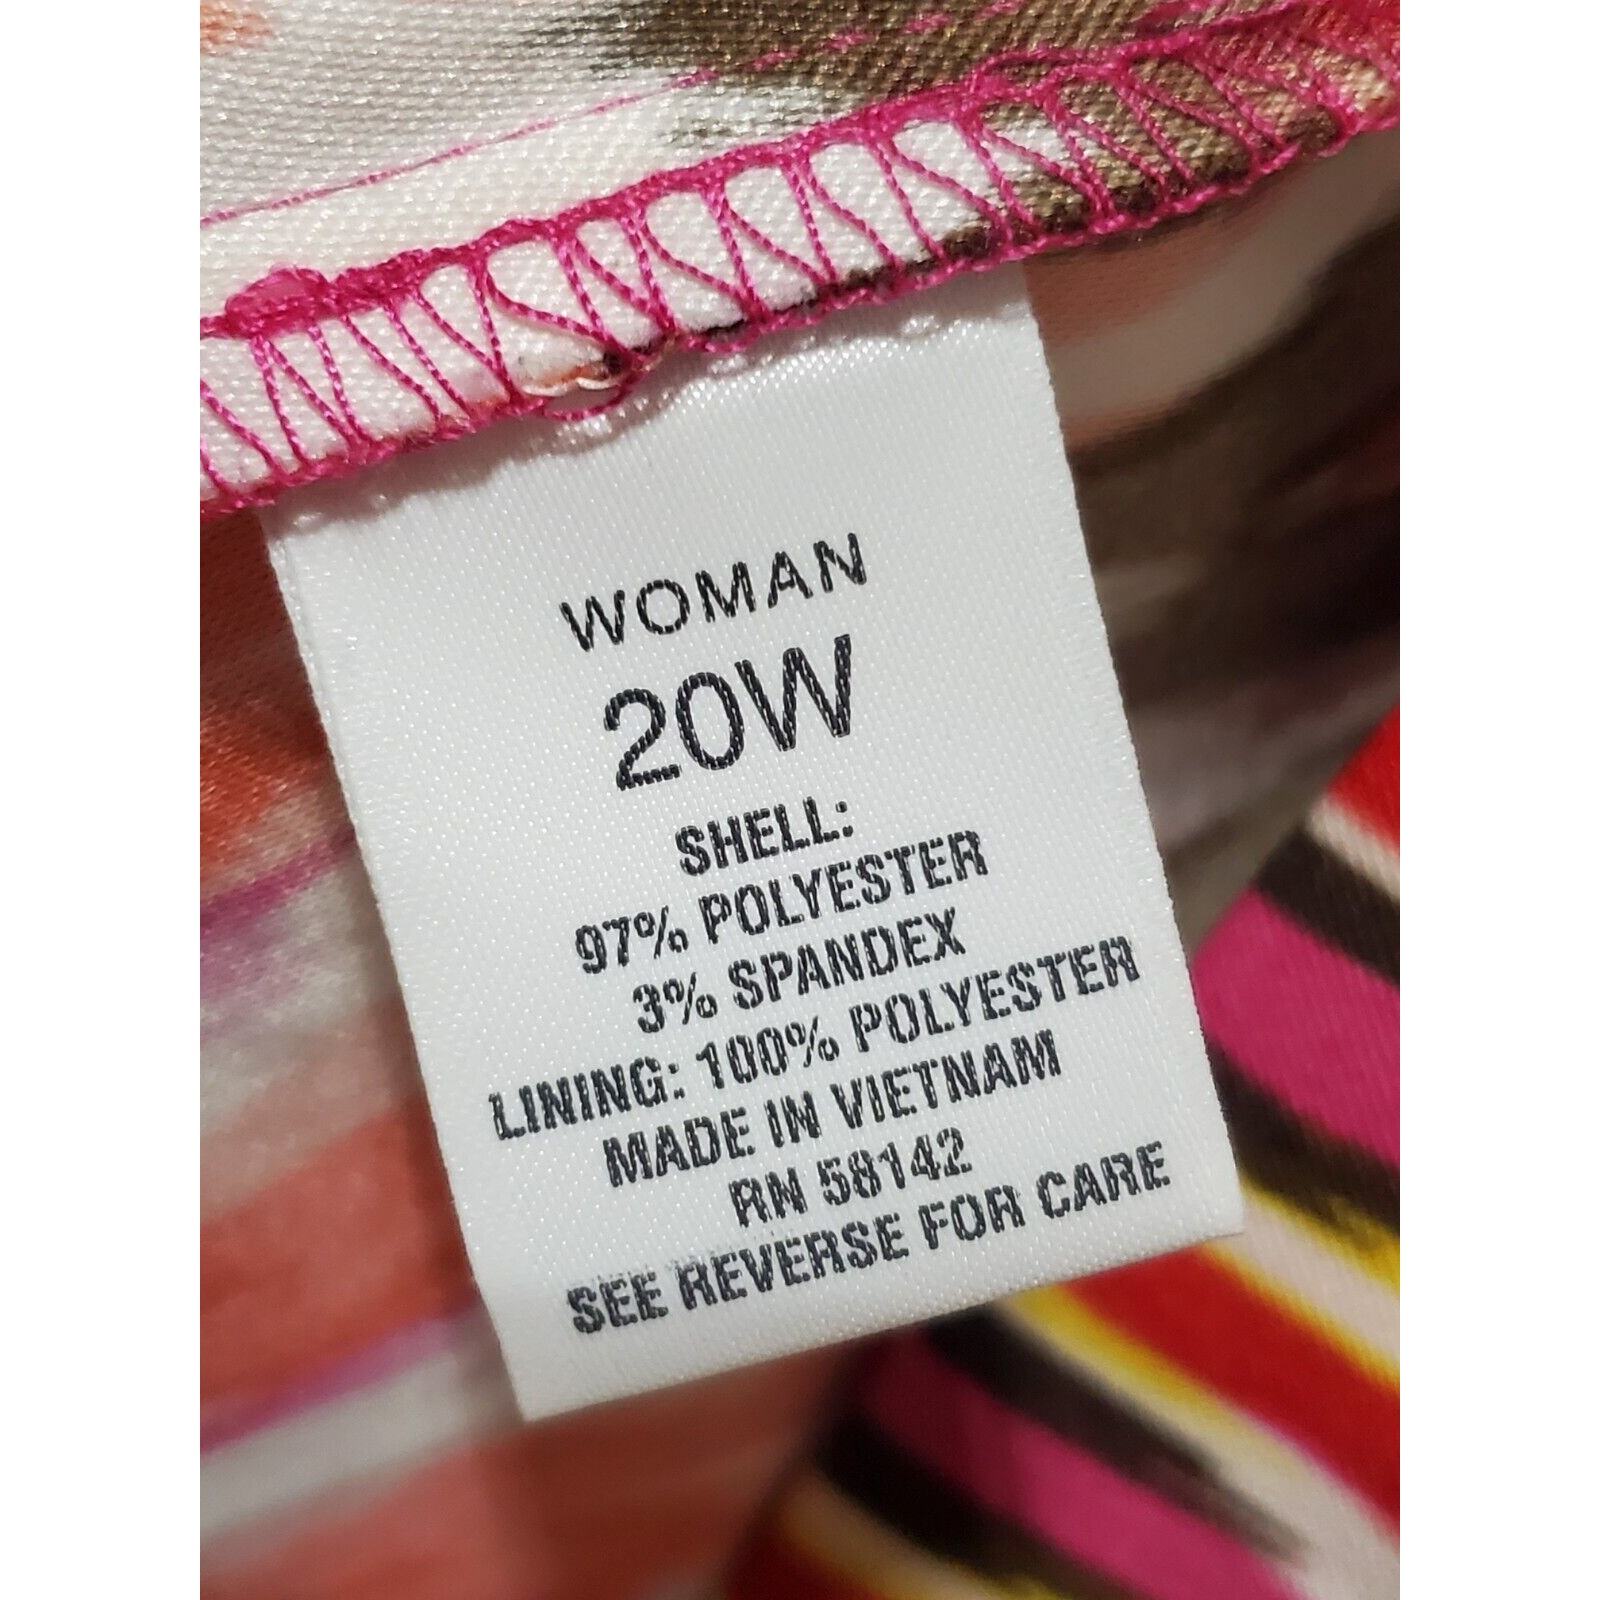 WOMAN
20W
SHELL:
97% POLYESTER
3% SPANDEX
LINING: 100% POLYESTER
MADE IN VIETNAM
RN 58142
SEE REVERSE FOR CARE